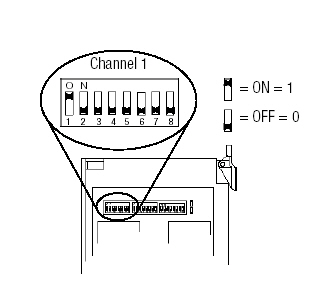 Channel 1
O N
1 2 3 4 5 6 7 8
= ON = 1
= OFF = 0